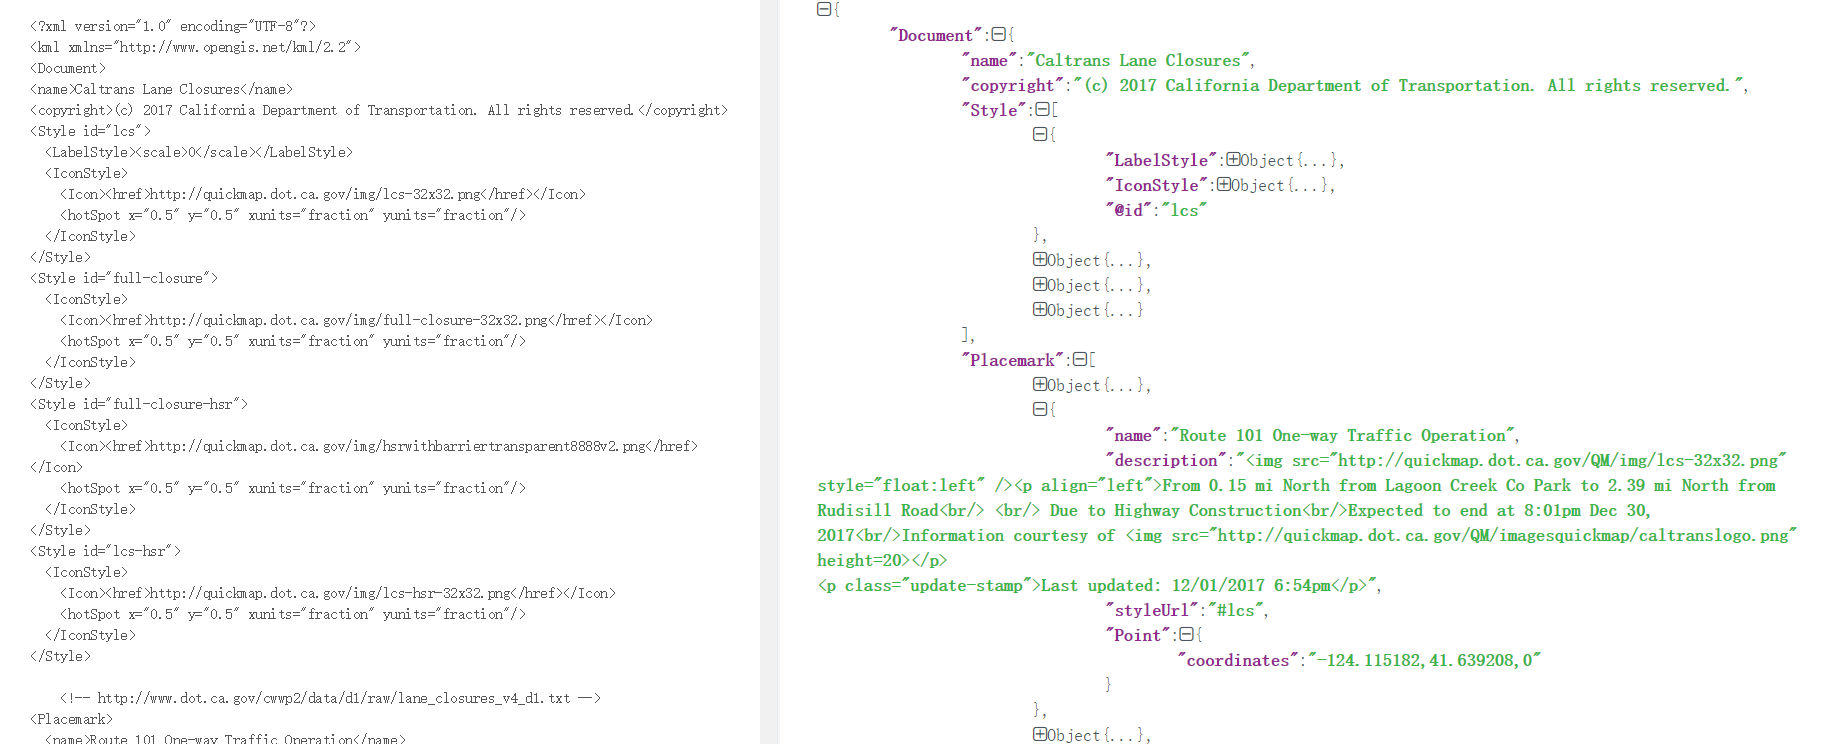 <?xml version="1.0" encoding="UTF-8"?>
<kml xmlns="http://www.opengis.net/kml/2.2">
<Document>
<name>Caltrans Lane Closures</name>
<copyright>(c) 2017 California Department of Transportation. All rights reserved.</copyright>
<Style id="lcs">
<LabelStyle><scale>0</scale></LabelStyle>
<IconStyle>
<Icon><href>http://quickmap.dot.ca.gov/img/lcs-32x32.png</href></Icon>
<hotSpot x="0.5" y="0.5" xunits="fraction" yunits="fraction"/>
</IconStyle>
</Style>
<Style id="full-closure">
<IconStyle>
<Icon><href>http://quickmap.dot.ca.gov/img/full-closure-32x32.png</href></Icon>
<hotSpot x="0.5" y="0.5" xunits="fraction" yunits="fraction"/>
</IconStyle>
</Style>
<Style id="full-closure-hsr">
<IconStyle>
<Icon><href>http://quickmap.dot.ca.gov/img/hsrwithbarriertransparent8888v2.png</href>
</Icon>
<hotSpot x="0.5" y="0.5" xunits="fraction" yunits="fraction"/>
</IconStyle>
</Style>
<Style id="lcs-hsr">
<IconStyle>
<Icon><href>http://quickmap.dot.ca.gov/img/lcs-hsr-32x32.png</href></Icon>
<hotSpot x="0.5" y="0.5" xunits="fraction" yunits="fraction"/>
</IconStyle>
</Style>
<!-- http://www.dot.ca.gov/cwwp2/data/d1/raw/lane_closures_v4_d1.txt -->
<Placemark>
<name>Route 101 One-way Traffic Operation</name>
{
"Document":{
"name":"Caltrans Lane Closures",
"copyright":"(c) 2017 California Department of Transportation. All rights reserved.",
"Style":[
{
"LabelStyle":Object{...},
"IconStyle":Object{...},
"@id":"lcs"
},
Object{...},
Object{...},
Object{...}
],
"Placemark":[
Object{...},
{
"name":"Route 101 One-way Traffic Operation",
"description":"<img src="http://quickmap.dot.ca.gov/QM/img/lcs-32x32.png"
style="float:left" /><p align="left">From 0.15 mi North from Lagoon Creek Co Park to 2.39 mi North from
Rudisill Road<br/> <br/> Due to Highway Construction<br/>Expected to end at 8:01pm Dec 30,
2017<br/>Information courtesy of <img src="http://quickmap.dot.ca.gov/QM/imagesquickmap/caltranslogo.png"
height=20></p>
<p class="update-stamp">Last updated: 12/01/2017 6:54pm</p>",
"styleUrl":"#lcs",
"Point":{
"coordinates":"-124.115182,41.639208,0"
}
},
Object{...},